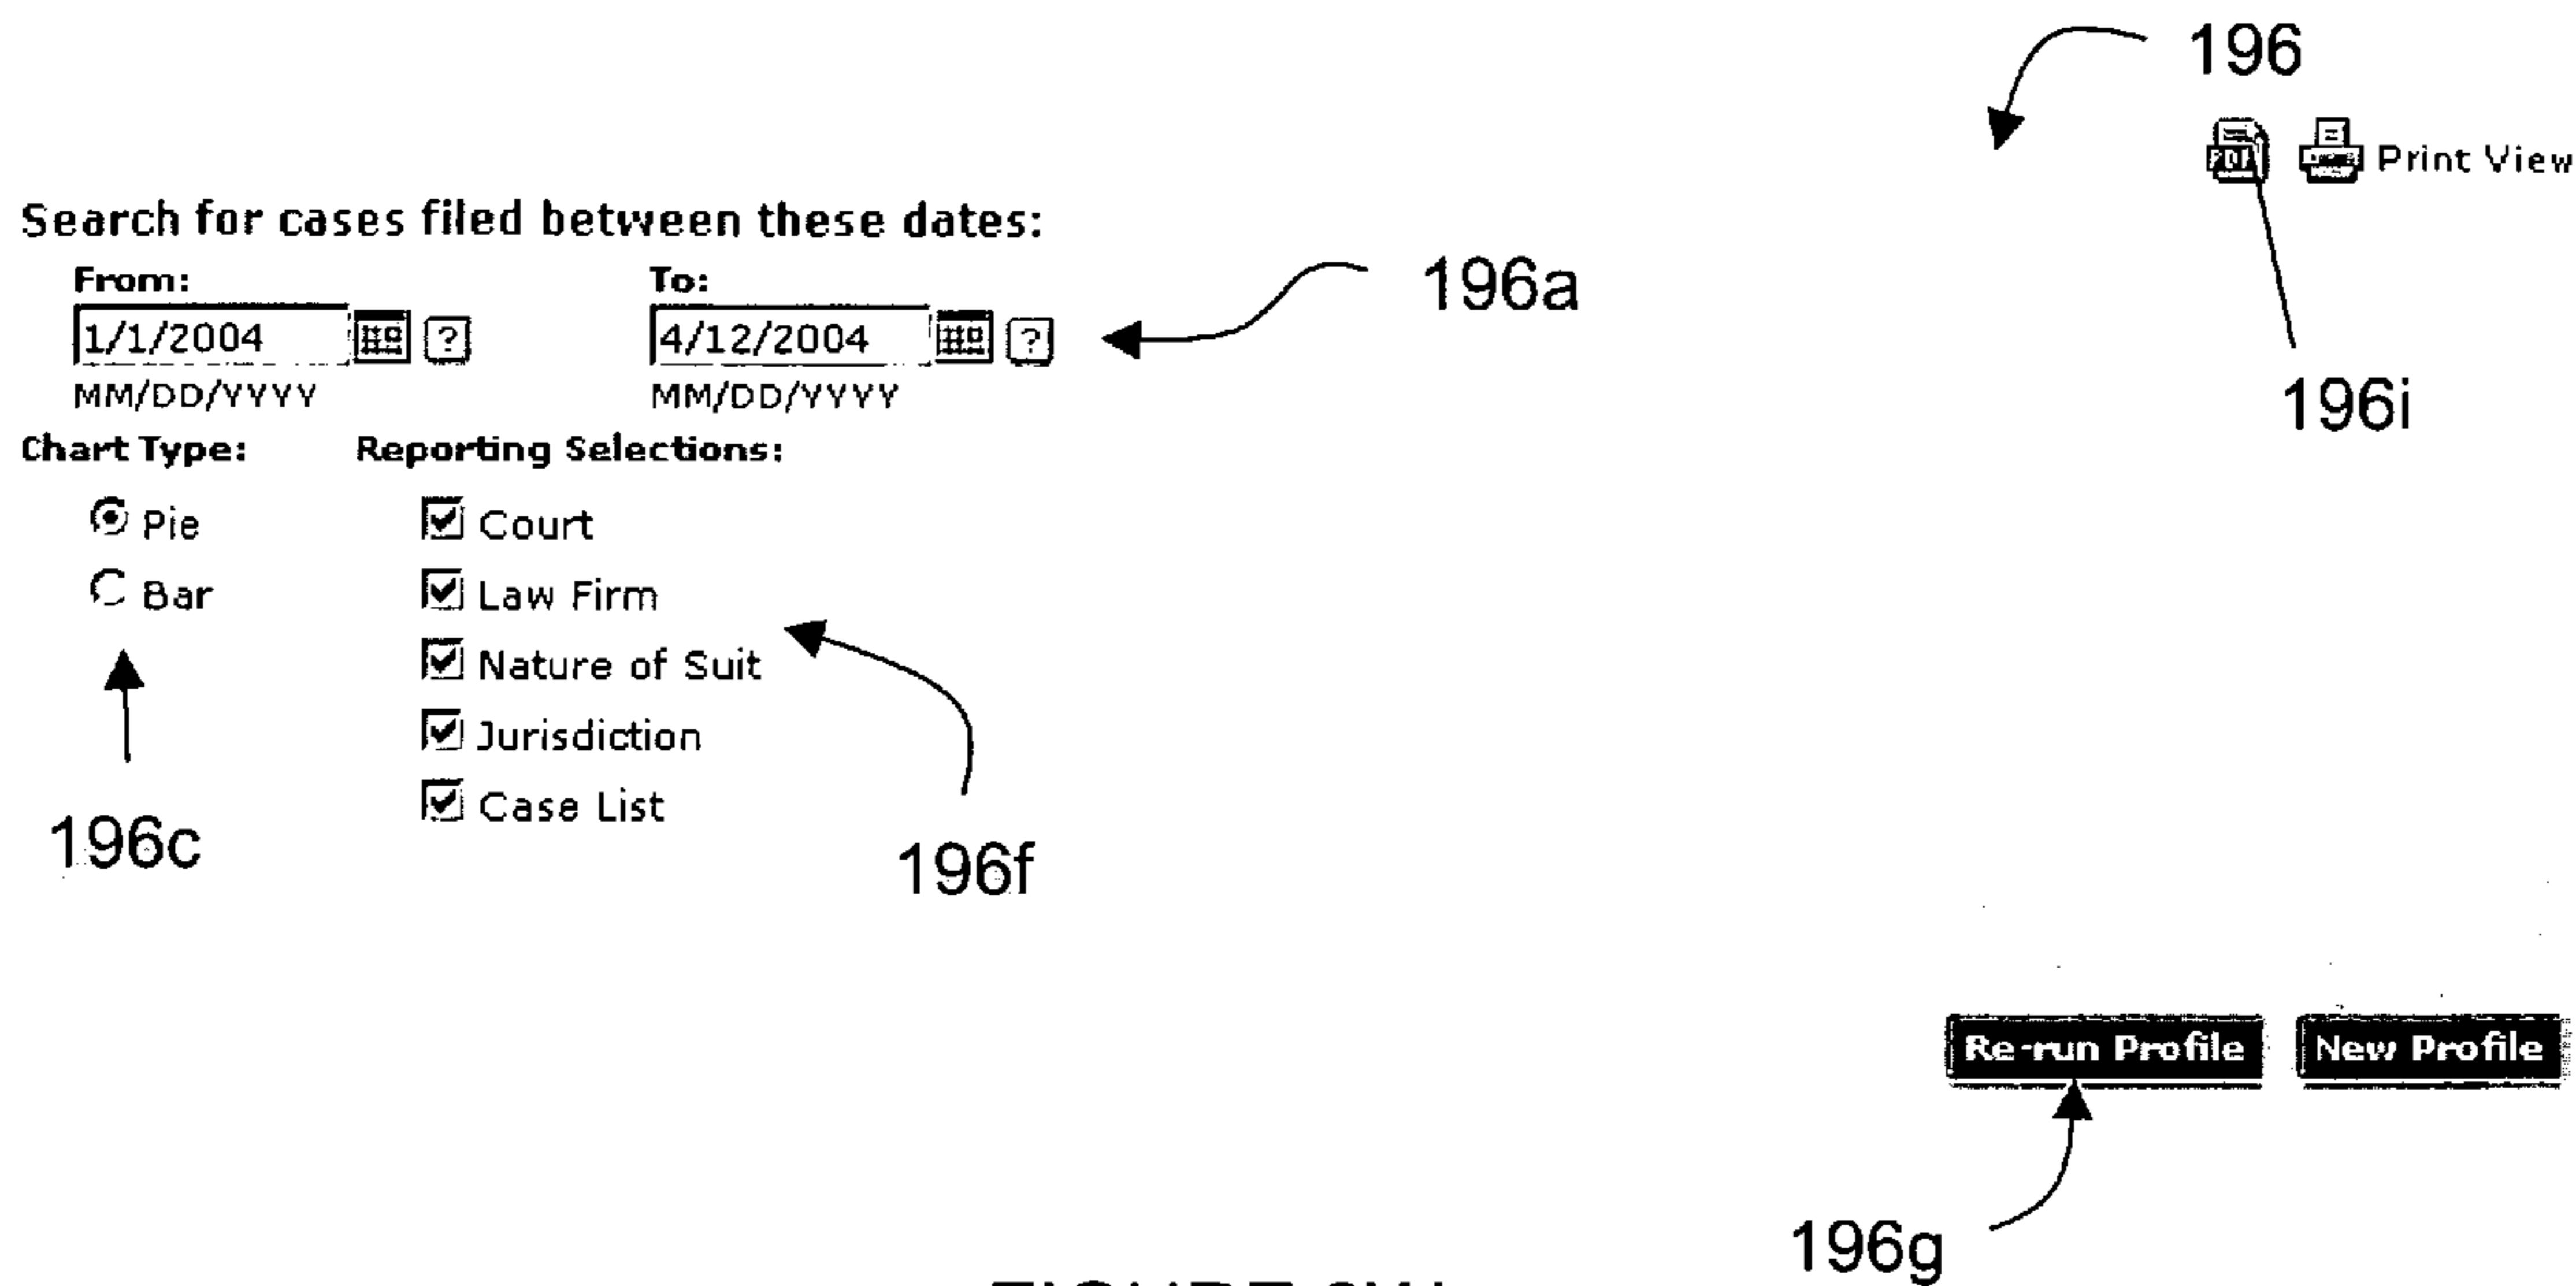 196
PDF Print View
Search for cases filed between these dates:
From: To: 196a
1/1/2004 ? 4/12/2004 ?
MM/DD/YYYY MM/DD/YYYY 196i
Chart Type: Reporting Selections:
Pie Court
Bar Law Firm
Nature of Suit
Jurisdiction
Case List
196c 196f
Re-run Profile New Profile
196g